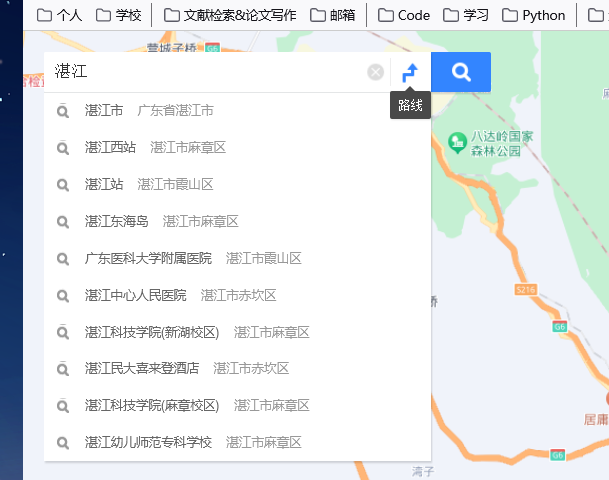 个人 学校 文献检索&论文写作 邮箱 Code 学习 Python
蕾城子桥 G6
湛江
路线
湛江市 广东省湛江市
湛江西站 湛江市麻章区
湛江站 湛江市霞山区
湛江东海岛 湛江市麻章区
广东医科大学附属医院 湛江市霞山区
湛江中心人民医院 湛江市赤坎区
湛江科技学院(新湖校区) 湛江市麻章区
湛江民大喜来登酒店 湛江市赤坎区
湛江科技学院(麻章校区) 湛江市麻章区
湛江幼儿师范专科学校 湛江市麻章区
八达岭国家
森林公园
S216
桥
G6
居庸
G6
湾子